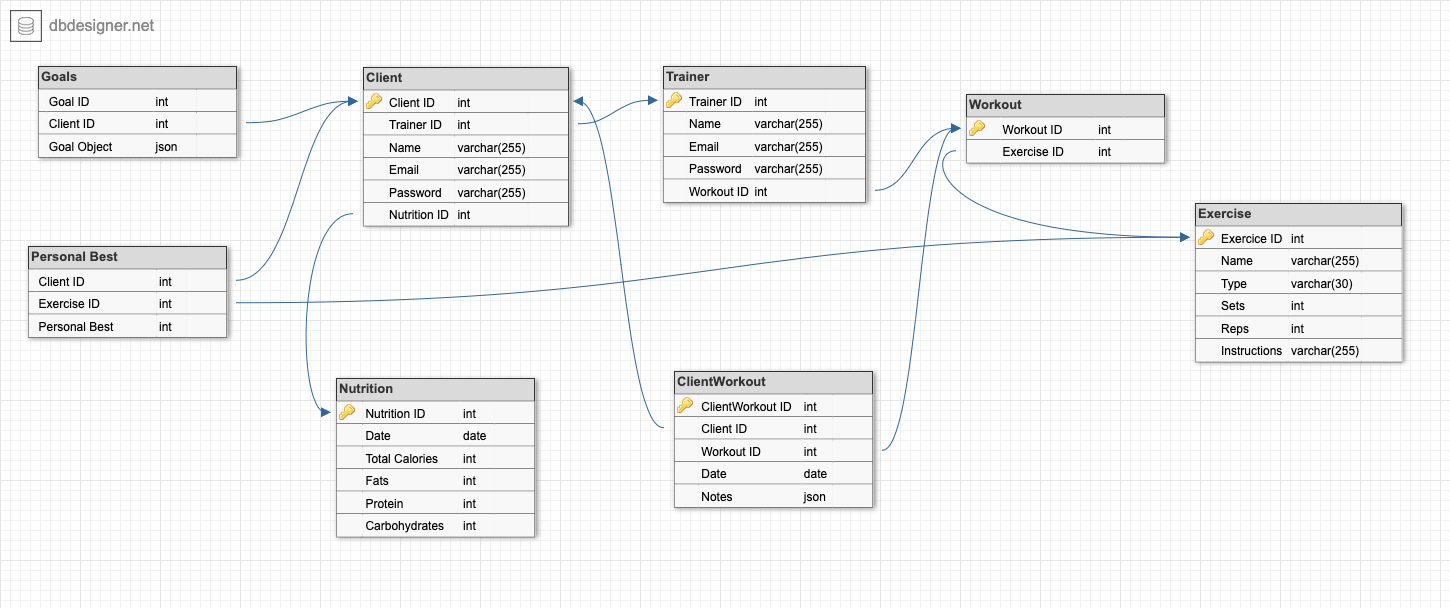 dbdesigner.net
Goals
Goal ID int
Client ID int
Goal Object json
Client
Client ID int
Trainer ID int
Name varchar(255)
Email varchar(255)
Password varchar(255)
Nutrition ID int
Trainer
Trainer ID int
Name varchar(255)
Email varchar(255)
Password varchar(255)
Workout ID int
Workout
Workout ID int
Exercise ID int
Exercise
Exercice ID int
Name varchar(255)
Type varchar(30)
Sets int
Reps int
Instructions varchar(255)
Personal Best
Client ID int
Exercise ID int
Personal Best int
Nutrition
Nutrition ID int
Date date
Total Calories int
Fats int
Protein int
Carbohydrates int
ClientWorkout
ClientWorkout ID int
Client ID int
Workout ID int
Date date
Notes json